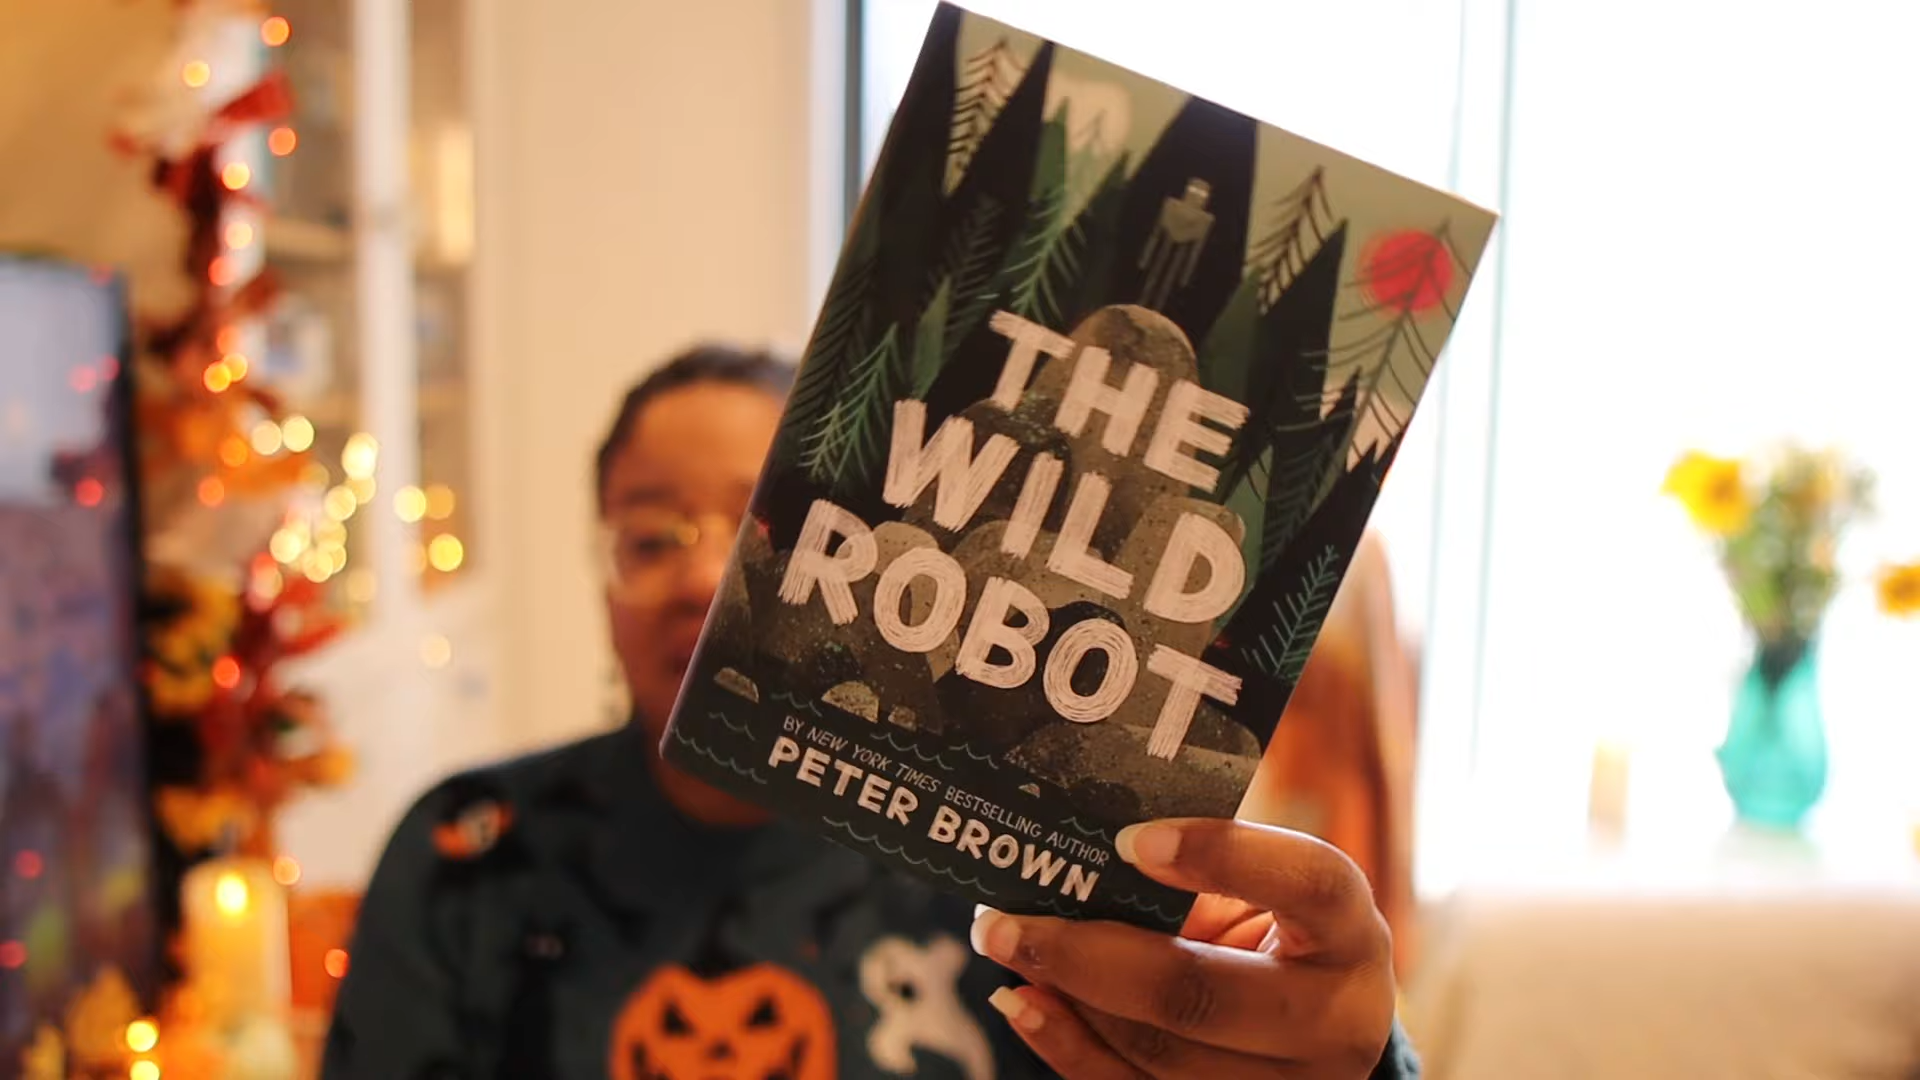 THE
WILD
ROBOT
BY NEW YORK TIMES BESTSELLING AUTHOR
PETER BROWN